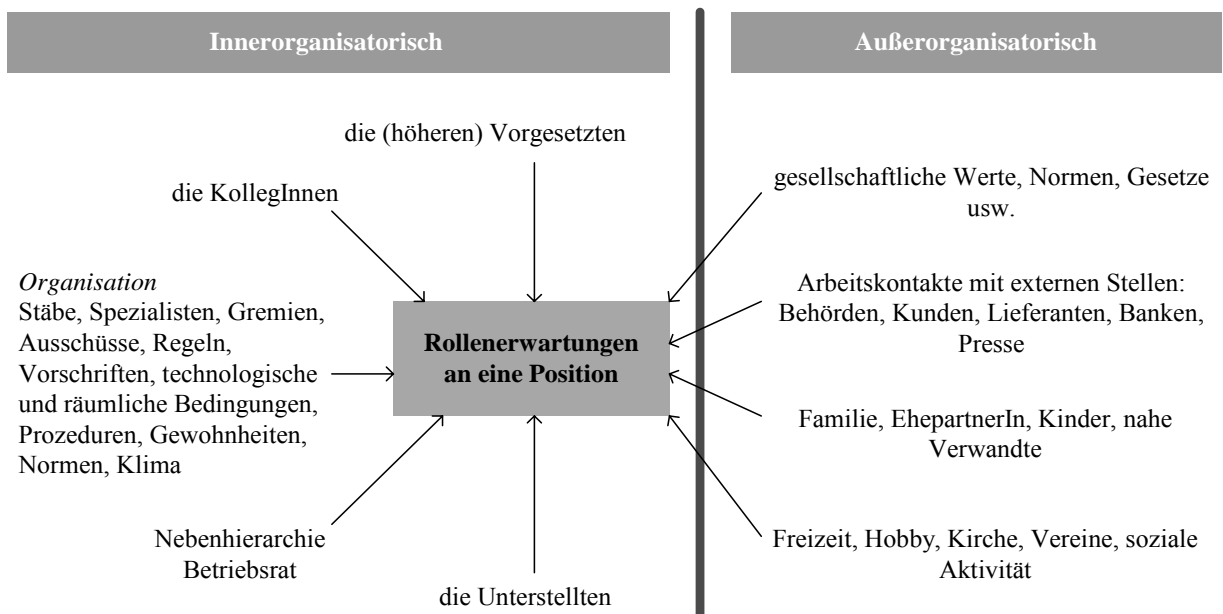 Innerorganisatorisch
Außerorganisatorisch
die (höheren) Vorgesetzten
die KollegInnen
Organisation
Stäbe, Spezialisten, Gremien,
Ausschüsse, Regeln,
Vorschriften, technologische
und räumliche Bedingungen,
Prozeduren, Gewohnheiten,
Normen, Klima
Nebenhierarchie
Betriebsrat
die Unterstellten
Rollenerwartungen
an eine Position
gesellschaftliche Werte, Normen, Gesetze
usw.
Arbeitskontakte mit externen Stellen:
Behörden, Kunden, Lieferanten, Banken,
Presse
Familie, EhepartnerIn, Kinder, nahe
Verwandte
Freizeit, Hobby, Kirche, Vereine, soziale
Aktivität